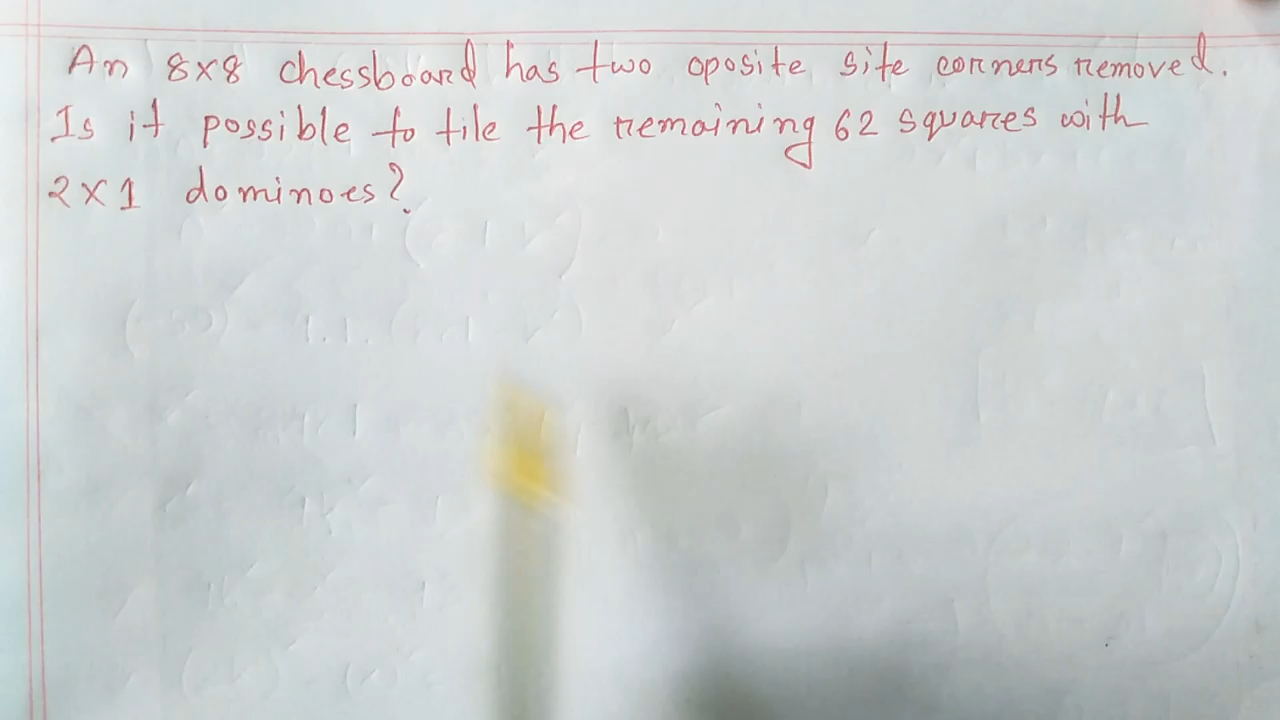 An 8x8 chessboard has two oposite site corners removed.
Is it possible to tile the remaining 62 squares with
2x1 dominoes?